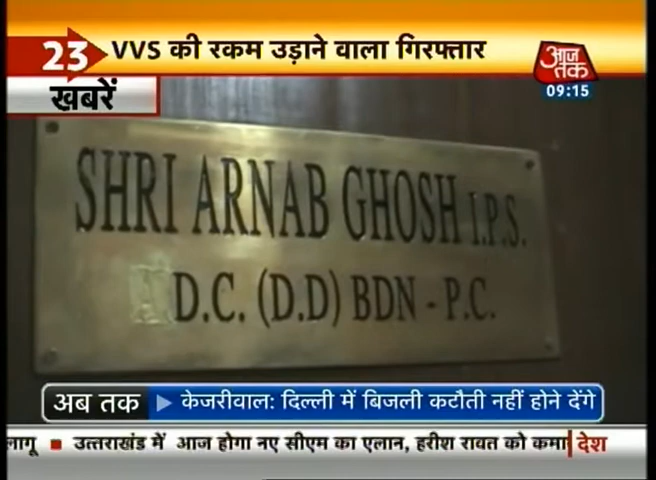 23
VVS की रकम उड़ाने वाला गिरफ्तार
खबरें
आज
तक
09:15
SHRI ARNAB GHOSH I.P.S.
A D.C. (D.D) BDN - P.C.
अब तक
केजरीवाल: दिल्ली में बिजली कटौती नहीं होने देंगे
लागू ■ उत्तराखंड में आज होगा नए सीएम का एलान, हरीश रावत को कमा
देश